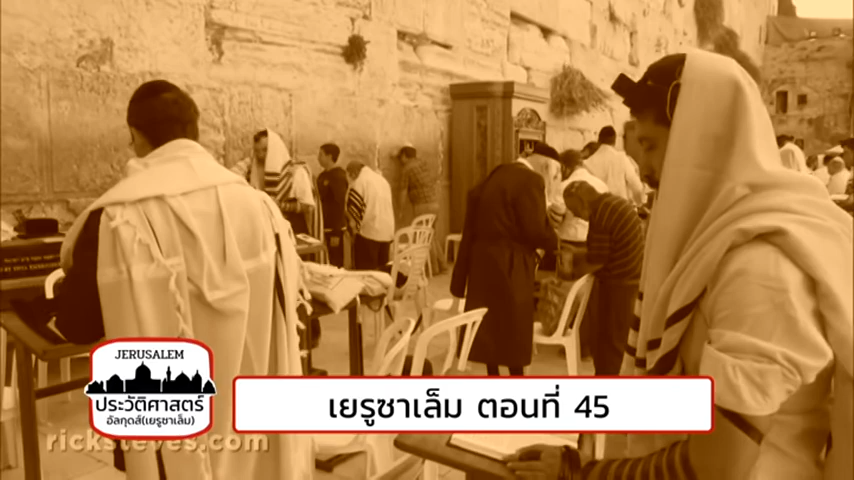 JERUSALEM
ประวัติศาสตร์
อัลกุดส์(เยรูซาเล็ม)
เยรูซาเล็ม ตอนที่ 45
ricksteves.com